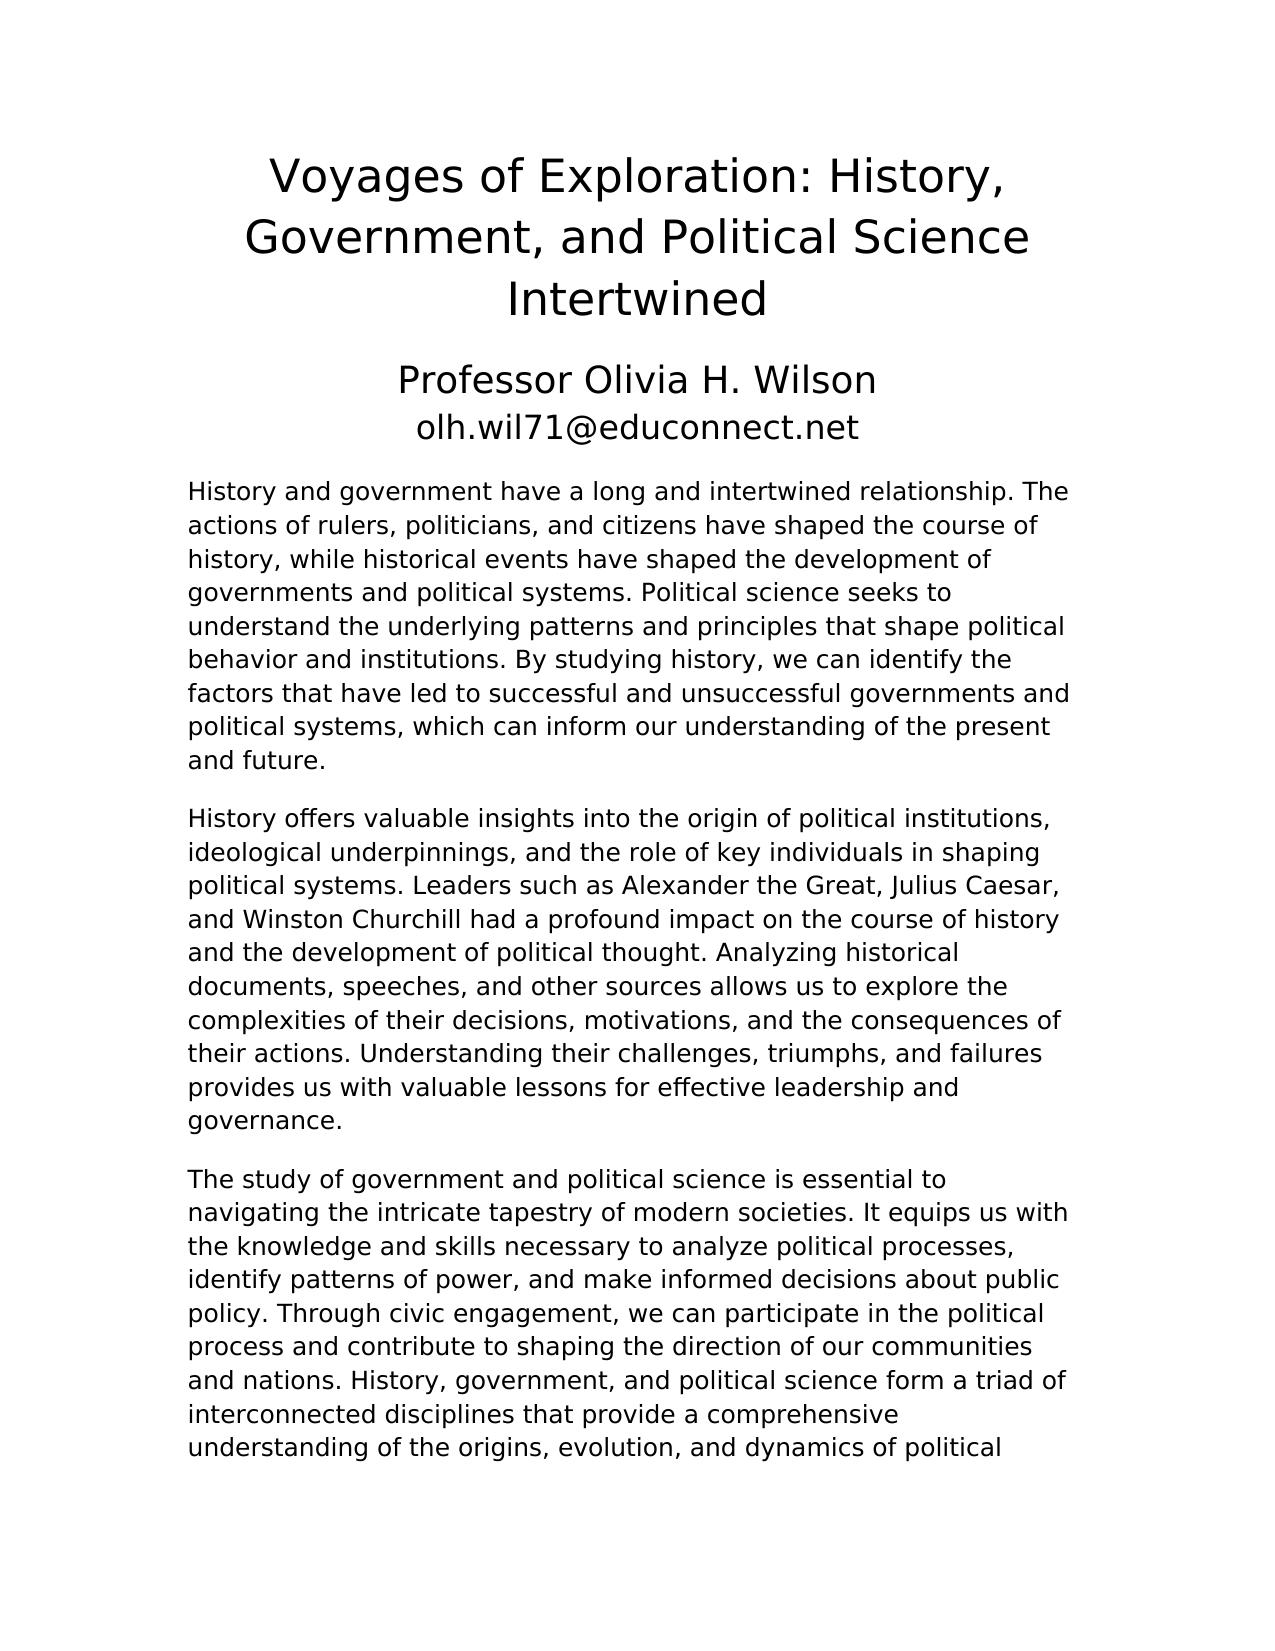 Voyages of Exploration: History,
Government, and Political Science
Intertwined
Professor Olivia H. Wilson
olh.wil71@educonnect.net
History and government have a long and intertwined relationship. The
actions of rulers, politicians, and citizens have shaped the course of
history, while historical events have shaped the development of
governments and political systems. Political science seeks to
understand the underlying patterns and principles that shape political
behavior and institutions. By studying history, we can identify the
factors that have led to successful and unsuccessful governments and
political systems, which can inform our understanding of the present
and future.
History offers valuable insights into the origin of political institutions,
ideological underpinnings, and the role of key individuals in shaping
political systems. Leaders such as Alexander the Great, Julius Caesar,
and Winston Churchill had a profound impact on the course of history
and the development of political thought. Analyzing historical
documents, speeches, and other sources allows us to explore the
complexities of their decisions, motivations, and the consequences of
their actions. Understanding their challenges, triumphs, and failures
provides us with valuable lessons for effective leadership and
governance.
The study of government and political science is essential to
navigating the intricate tapestry of modern societies. It equips us with
the knowledge and skills necessary to analyze political processes,
identify patterns of power, and make informed decisions about public
policy. Through civic engagement, we can participate in the political
process and contribute to shaping the direction of our communities
and nations. History, government, and political science form a triad of
interconnected disciplines that provide a comprehensive
understanding of the origins, evolution, and dynamics of political